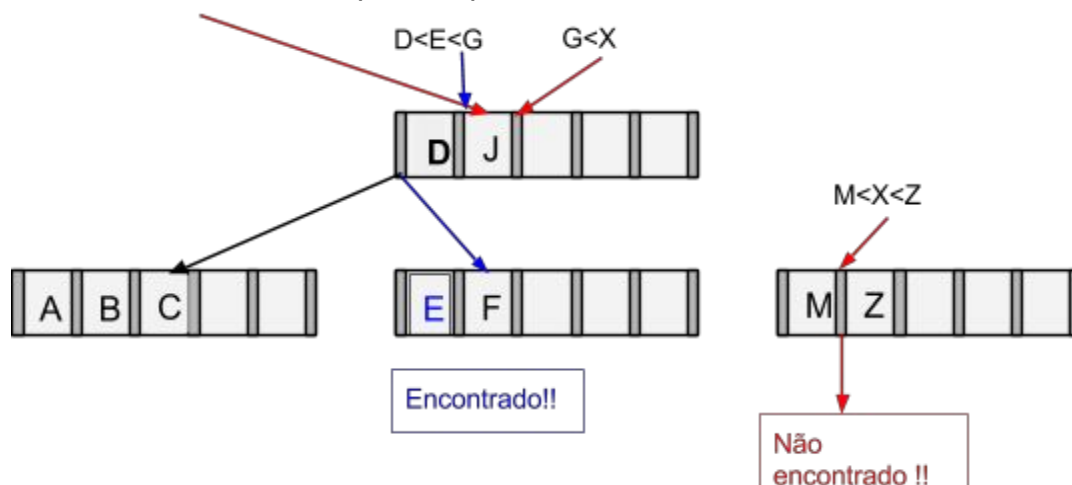 D<E<G
G<X
D
J
M<X<Z
A
B
C
E
F
M
Z
Encontrado!!
Não
encontrado !!